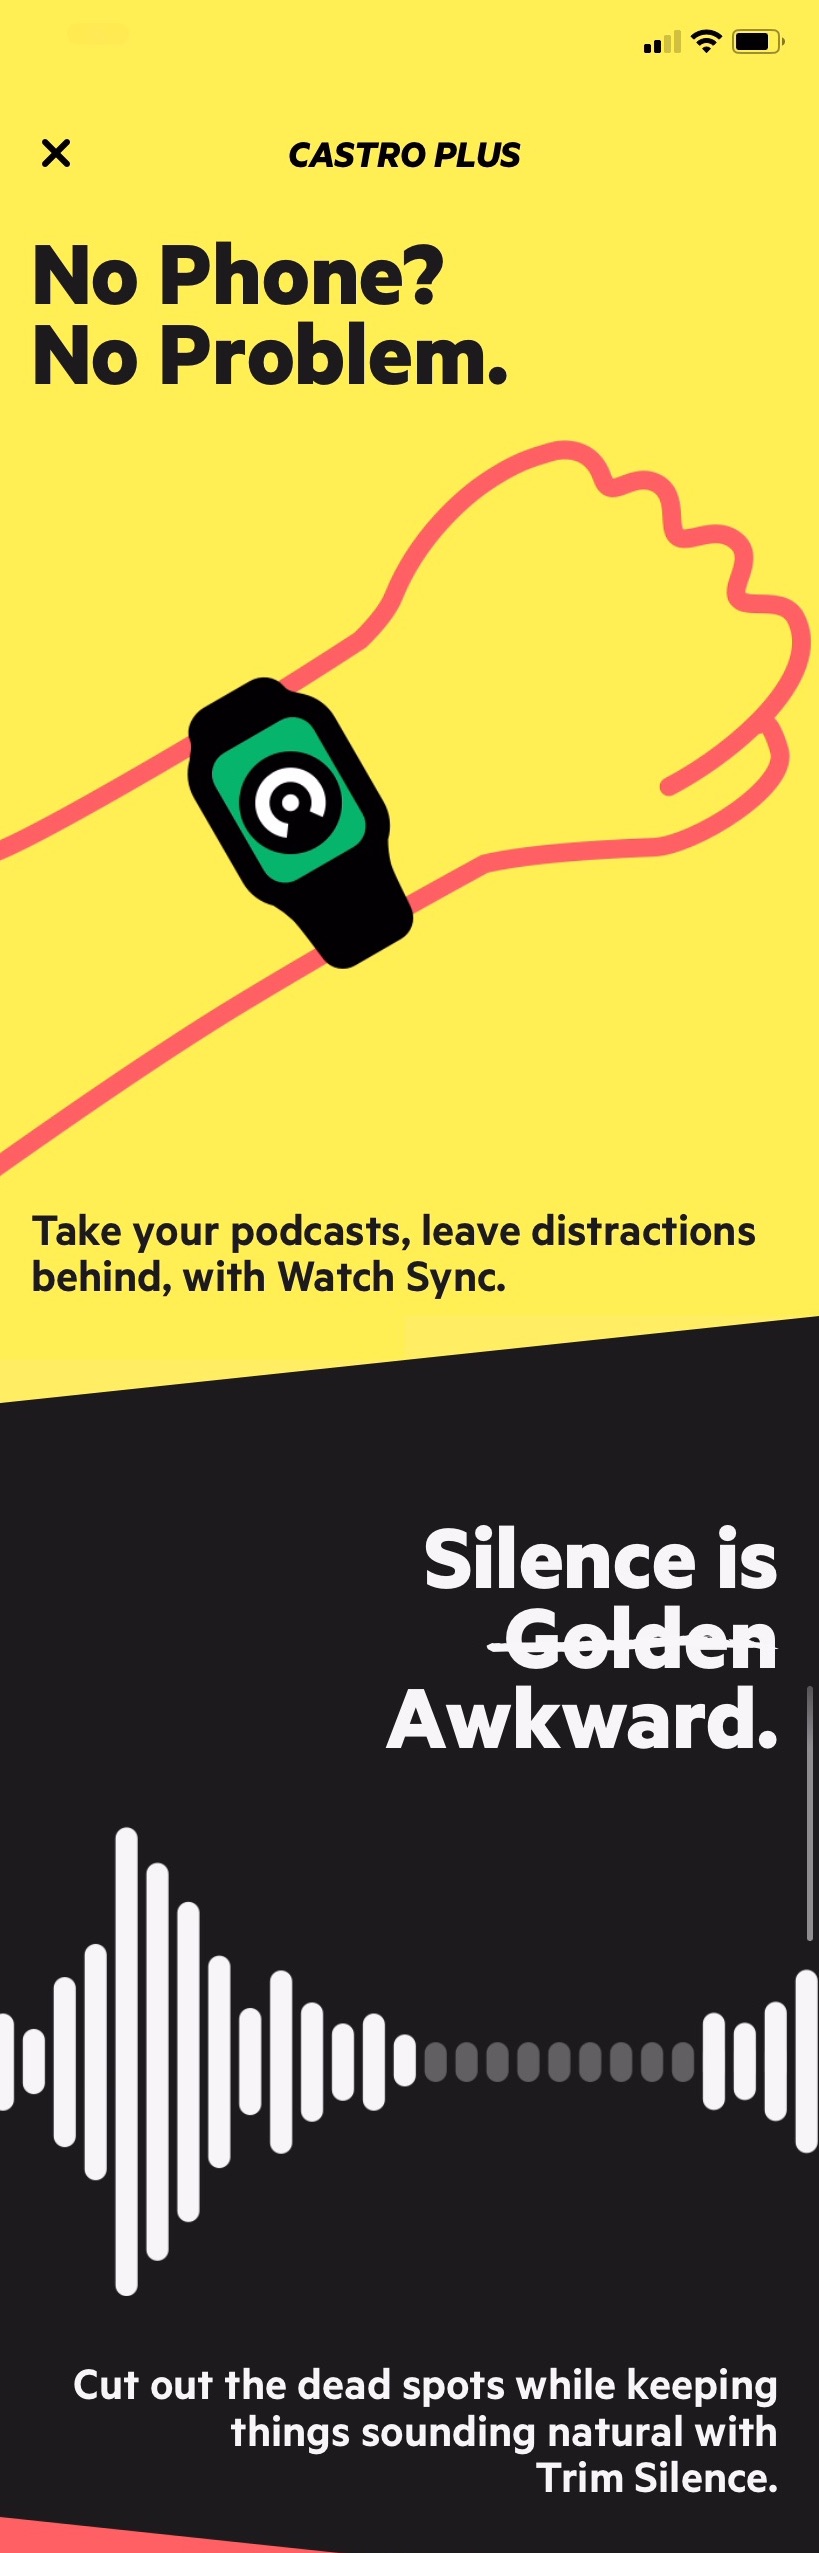 CASTRO PLUS
No Phone?
No Problem.
Take your podcasts, leave distractions
behind, with Watch Sync.
Silence is
Golden
Awkward.
Cut out the dead spots while keeping
things sounding natural with
Trim Silence.